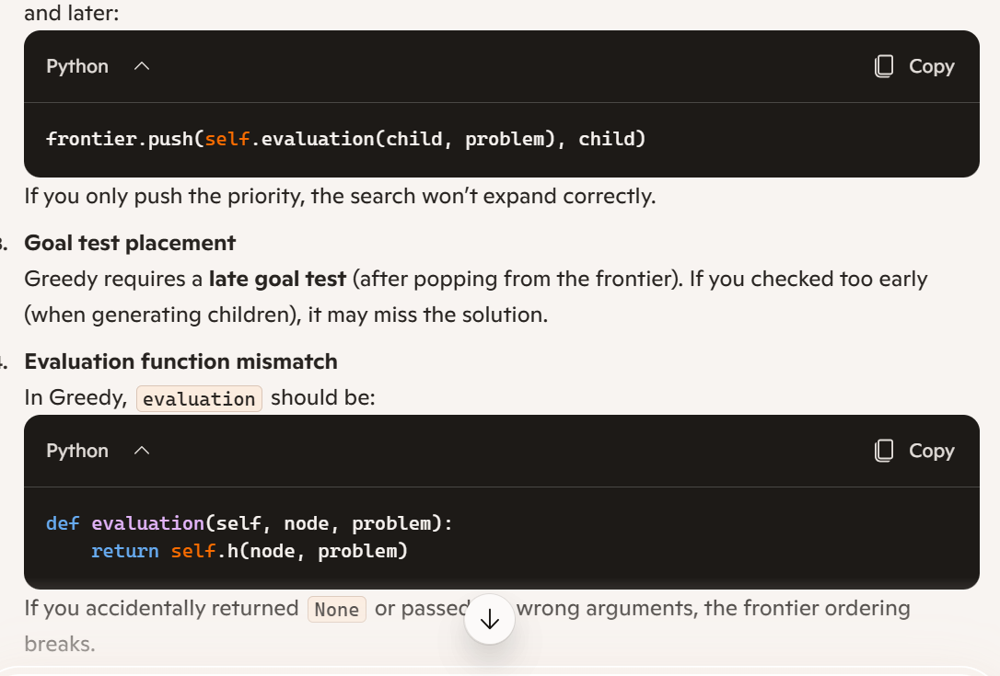 and later:
Python
Copy
frontier.push(self.evaluation(child, problem), child)
If you only push the priority, the search won’t expand correctly.
Goal test placement
Greedy requires a late goal test (after popping from the frontier). If you checked too early
(when generating children), it may miss the solution.
Evaluation function mismatch
In Greedy, evaluation should be:
Python
Copy
def evaluation(self, node, problem):
    return self.h(node, problem)
If you accidentally returned None or passed wrong arguments, the frontier ordering
breaks.